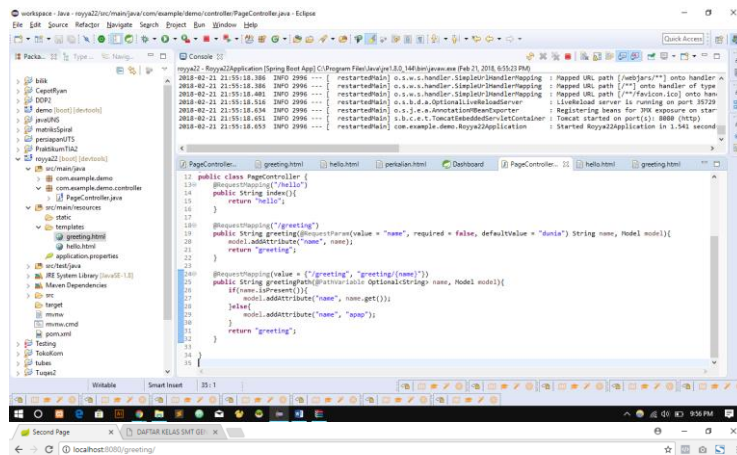 workspace - Java - royya22/src/main/java/com/example/demo/controller/PageController.java - Eclipse
File Edit Source Refactor Navigate Search Project Run Window Help
Quick Access
Packa... Type ... Navig...
bilik
CepotRyan
DDP2
demo [boot] [devtools]
javaUNS
matriksSpiral
persiapanUTS
PraktikumTIA2
royya22 [boot] [devtools]
src/main/java
com.example.demo
com.example.demo.controller
PageController.java
src/main/resources
static
templates
greeting.html
hello.html
application.properties
src/test/java
JRE System Library [JavaSE-1.8]
Maven Dependencies
src
target
mvnw
mvnw.cmd
pom.xml
Testing
TokoKom
tubes
Tugas2
Console
royya22 - Royya22Application [Spring Boot App] C:\Program Files\Java\jre1.8.0_144\bin\javaw.exe (Feb 21, 2018, 6:55:23 PM)
2018-02-21 21:55:18.386 INFO 2996 --- [ restartedMain] o.s.w.s.handler.SimpleUrlHandlerMapping : Mapped URL path [/webjars/**] onto handler
2018-02-21 21:55:18.386 INFO 2996 --- [ restartedMain] o.s.w.s.handler.SimpleUrlHandlerMapping : Mapped URL path [/**] onto handler of type
2018-02-21 21:55:18.401 INFO 2996 --- [ restartedMain] o.s.w.s.handler.SimpleUrlHandlerMapping : Mapped URL path [/**/favicon.ico] onto han
2018-02-21 21:55:18.516 INFO 2996 --- [ restartedMain] o.s.b.d.a.OptionalLiveReloadServer : LiveReload server is running on port 35729
2018-02-21 21:55:18.634 INFO 2996 --- [ restartedMain] o.s.j.e.a.AnnotationMBeanExporter : Registering beans for JMX exposure on star
2018-02-21 21:55:18.651 INFO 2996 --- [ restartedMain] s.b.c.e.t.TomcatEmbeddedServletContainer : Tomcat started on port(s): 8080 (http)
2018-02-21 21:55:18.653 INFO 2996 --- [ restartedMain] com.example.demo.Royya22Application : Started Royya22Application in 1.541 second
PageController... greeting.html hello.html perkalian.html Dashboard PageController... hello.html greeting.html
12 public class PageController {
13 @RequestMapping("/hello")
14 public String index(){
15 return "hello";
16 }
17
18 @RequestMapping("/greeting")
19 public String greeting(@RequestParam(value = "name", required = false, defaultValue = "dunia") String name, Model model){
20 model.addAttribute("name", name);
21 return "greeting";
22 }
23
24 @RequestMapping(value = {"/greeting", "greeting/{name}"})
25 public String greetingPath(@PathVariable Optional<String> name, Model model){
26 if(name.isPresent()){
27 model.addAttribute("name", name.get());
28 }else{
29 model.addAttribute("name", "apap");
30 }
31 return "greeting";
32 }
33
34 }
35
Writable Smart Insert 35 : 1
9:56 PM
Second Page DAFTAR KELAS SMT GE
localhost:8080/greeting/